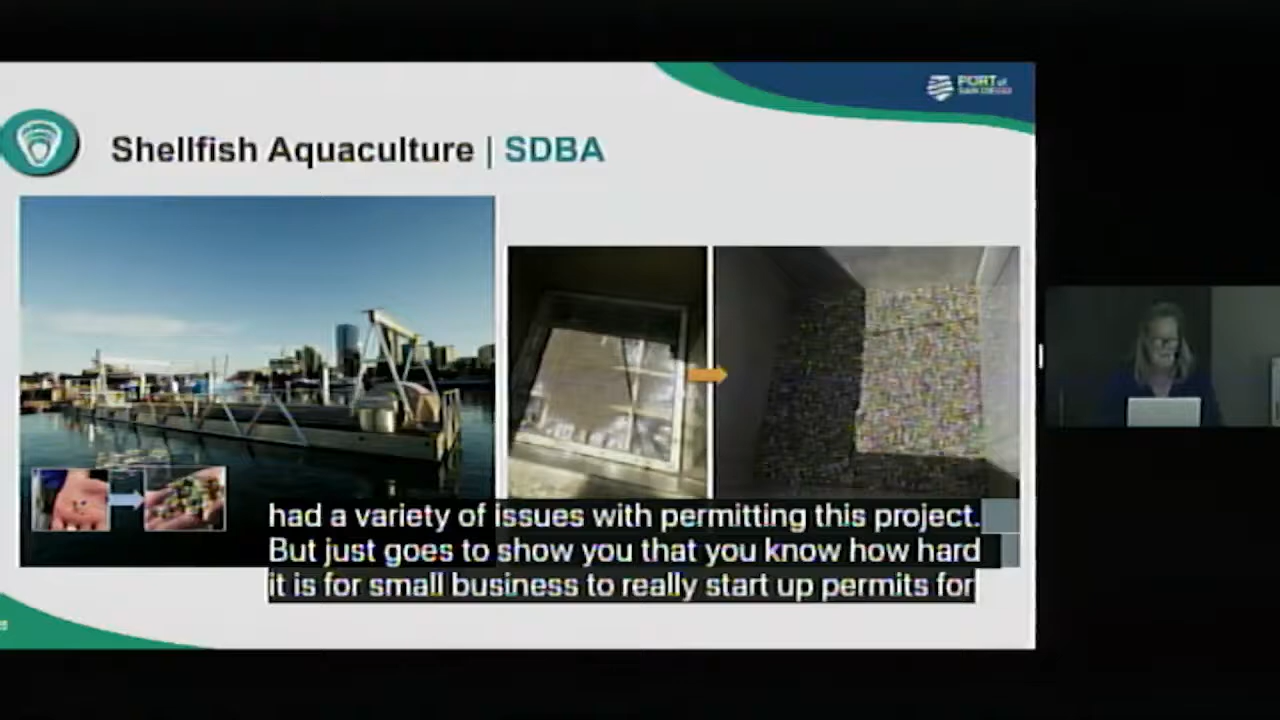 PORT of
SAN DIEGO
Shellfish Aquaculture | SDBA
had a variety of issues with permitting this project.
But just goes to show you that you know how hard
it is for small business to really start up permits for